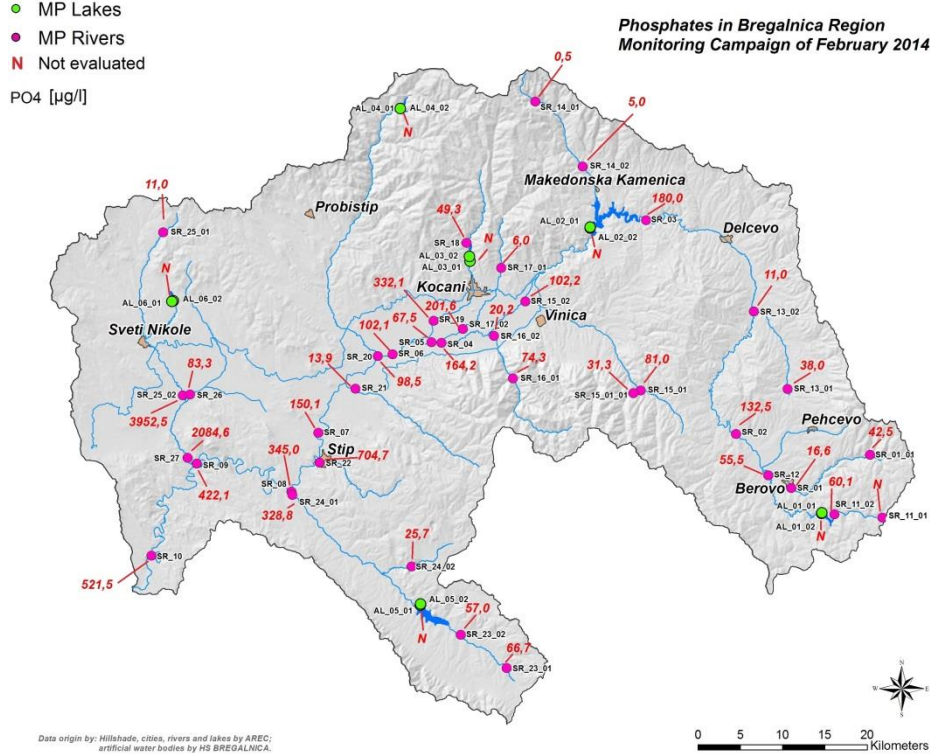 MP Lakes
MP Rivers
N Not evaluated
PO4 [µg/l]
Phosphates in Bregalnica Region
Monitoring Campaign of February 2014
0,5
SR_14_01
AL_04_01
AL_04_02
N
5,0
SR_14_02
Makedonska Kamenica
11,0
SR_25_01
Probistip
49,3
SR_18
N
AL_03_02
AL_03_01
6,0
SR_17_01
AL_02_01
AL_02_02
N
180,0
SR_03
Delcevo
N
AL_06_01
AL_06_02
Kocani
332,1
201,6
102,2
SR_15_02
11,0
SR_13_02
Sveti Nikole
67,5
SR_19
SR_17_02
20,2
SR_16_02
Vinica
102,1
SR_05
SR_04
164,2
13,9
SR_20
SR_06
98,5
SR_21
74,3
SR_16_01
31,3
81,0
SR_15_01_01
SR_15_01
38,0
SR_13_01
83,3
SR_25_02
SR_26
3952,5
150,1
SR_07
132,5
SR_02
Pehcevo
42,5
SR_01_01
2084,6
SR_27
SR_09
422,1
345,0
Stip
SR_22
704,7
55,5
SR_12
16,6
Berovo
SR_01
60,1
N
SR_08
SR_24_01
328,8
AL_01_01
AL_01_02
N
SR_11_02
SR_11_01
SR_10
521,5
25,7
SR_24_02
AL_05_02
AL_05_01
N
57,0
SR_23_02
66,7
SR_23_01
N
W
E
S
0 5 10 15 20
Kilometers
Data origin by: Hillshade, cities, rivers and lakes by AREC;
artificial water bodies by HS BREGALNICA.